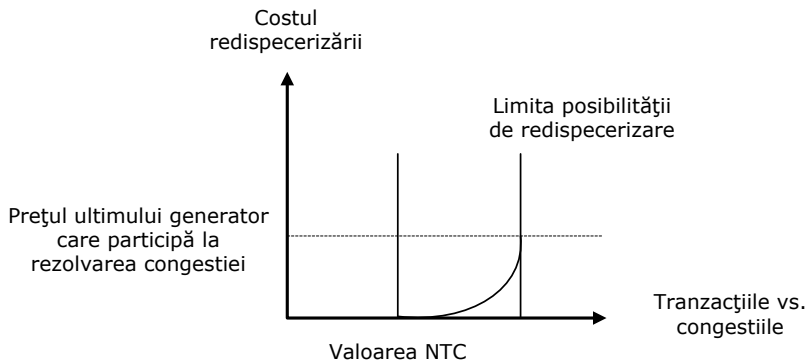 Costul
redispecerizării
Limita posibilităţii
de redispecerizare
Preţul ultimului generator
care participă la
rezolvarea congestiei
Tranzacţiile vs.
congestiile
Valoarea NTC